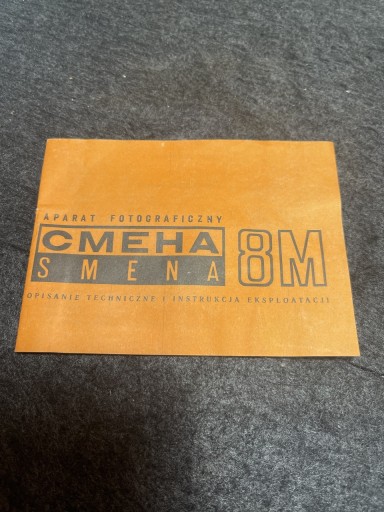 APARAT FOTOGRAFICZNY
СМЕНА 8M
SMENA
OPISANIE TECHNICZNE I INSTRUKCJA EKSPLOATACJI